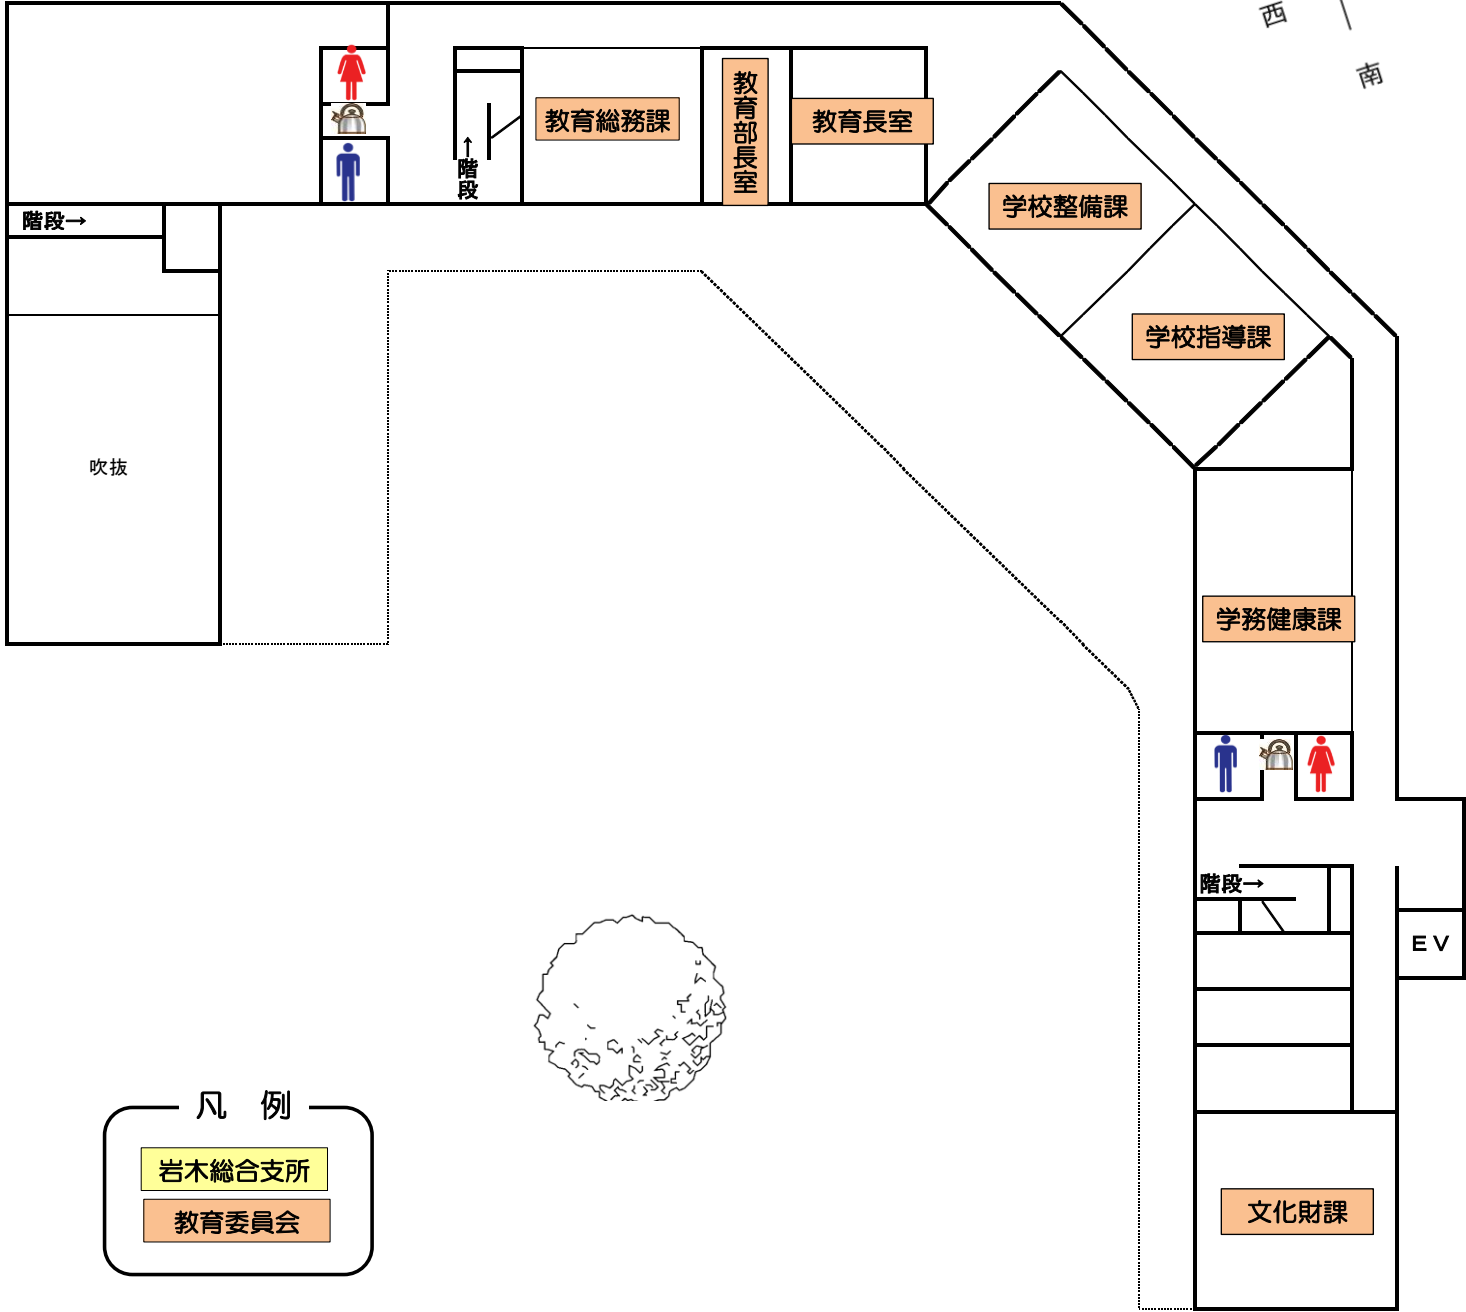 西
南
教育総務課
教育部長室
教育長室
階段
階段→
学校整備課
学校指導課
吹抜
学務健康課
階段→
ＥＶ
凡　例
岩木総合支所
教育委員会
文化財課